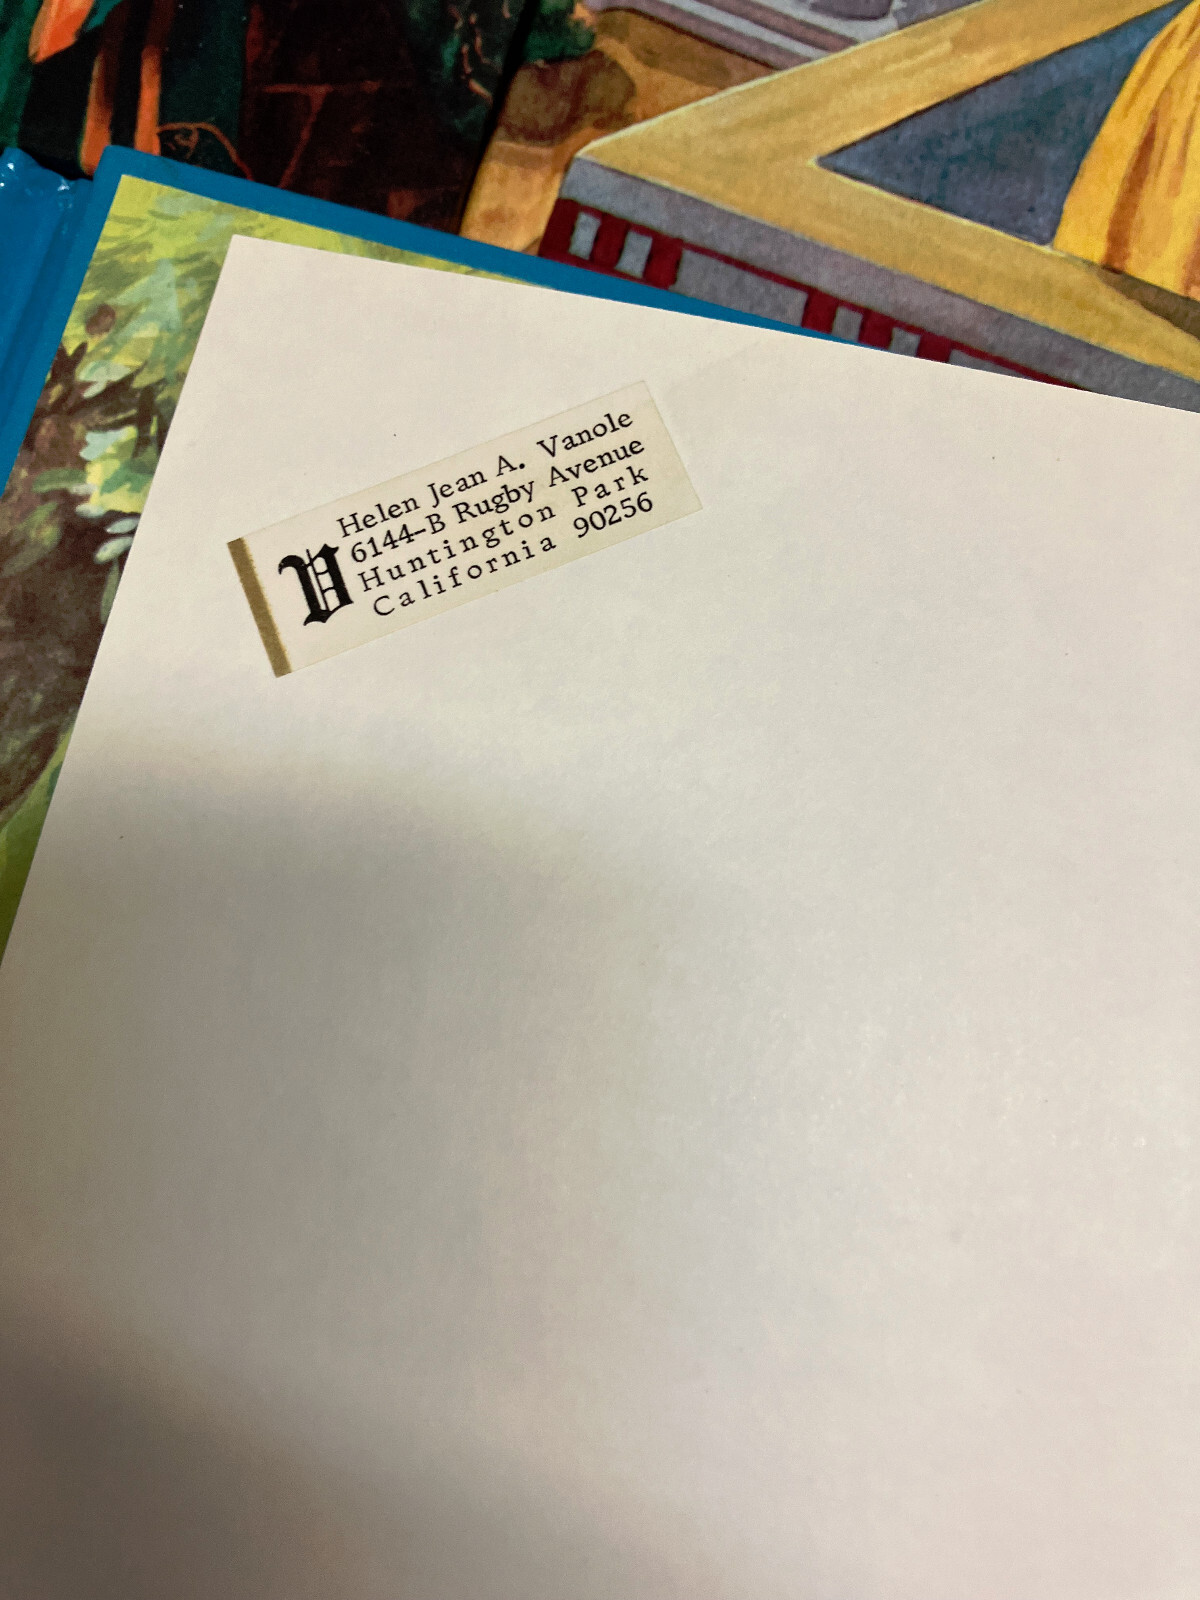 Helen Jean A. Vanole
6144-B Rugby Avenue
Huntington Park
California 90256
V